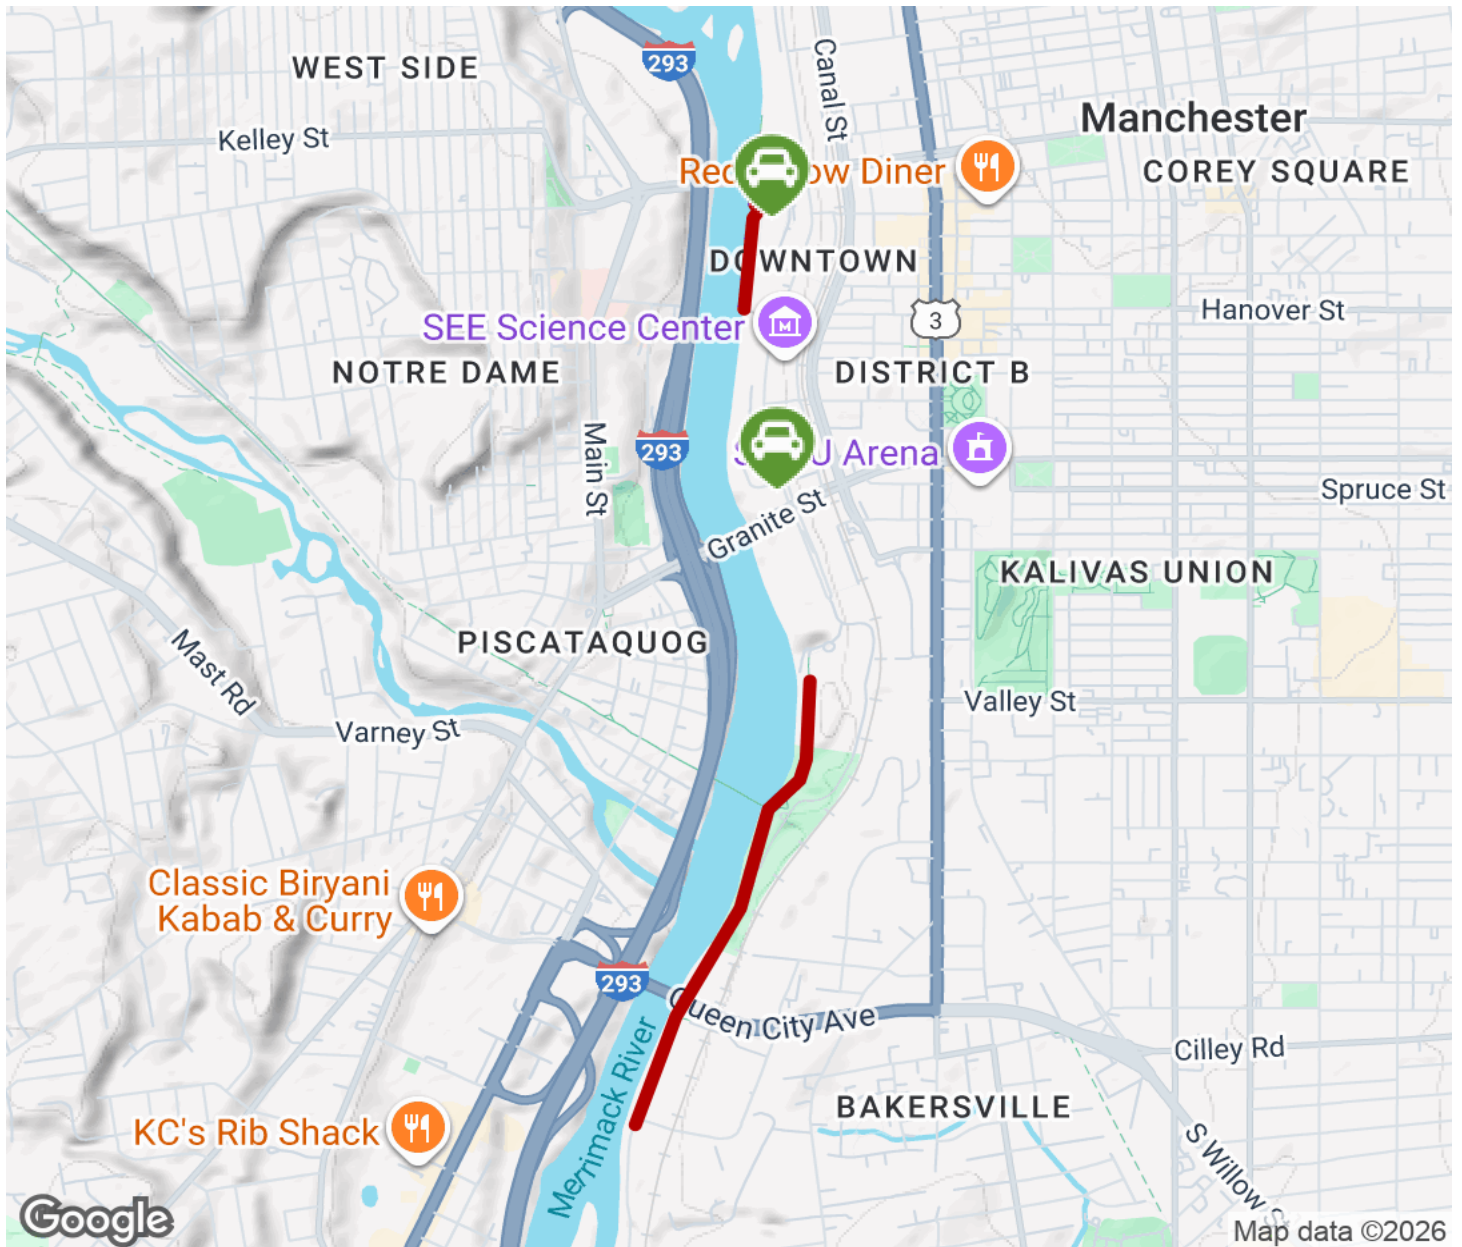 293
WEST SIDE
Canal St
Manchester
Kelley St
Diner
COREY SQUARE
DOWNTOWN
Hanover St
SEE Science Center
3
NOTRE DAME
DISTRICT B
Main St
293
Arena
Spruce St
Granite St
KALIVAS UNION
PISCATAQUOG
Mast Rd
Valley St
Varney St
Classic Biryani
Kabab & Curry
293
Queen City Ave
Merrimack River
Cilley Rd
BAKERSVILLE
KC's Rib Shack
S Willow S
Google
Map data ©2026